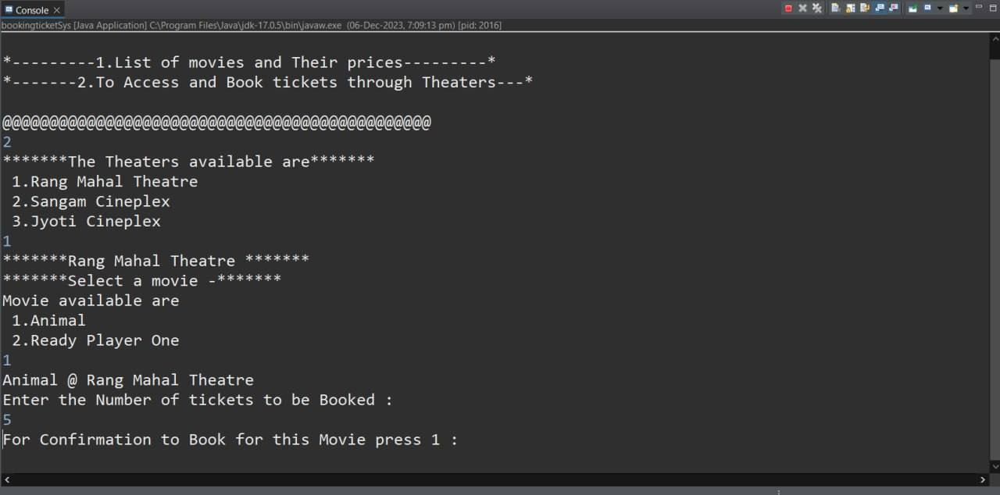 Console
bookingticketSys [Java Application] C:\Program Files\Java\jdk-17.0.5\bin\javaw.exe (06-Dec-2023, 7:09:13 pm) [pid: 2016]
*---------1.List of movies and Their prices---------*
*-------2.To Access and Book tickets through Theaters---*
@@@@@@@@@@@@@@@@@@@@@@@@@@@@@@@@@@@@@@@@@@@@@@
2
*******The Theaters available are*******
1.Rang Mahal Theatre
2.Sangam Cineplex
3.Jyoti Cineplex
1
*******Rang Mahal Theatre *******
*******Select a movie -*******
Movie available are
1.Animal
2.Ready Player One
1
Animal @ Rang Mahal Theatre
Enter the Number of tickets to be Booked :
5
For Confirmation to Book for this Movie press 1 :